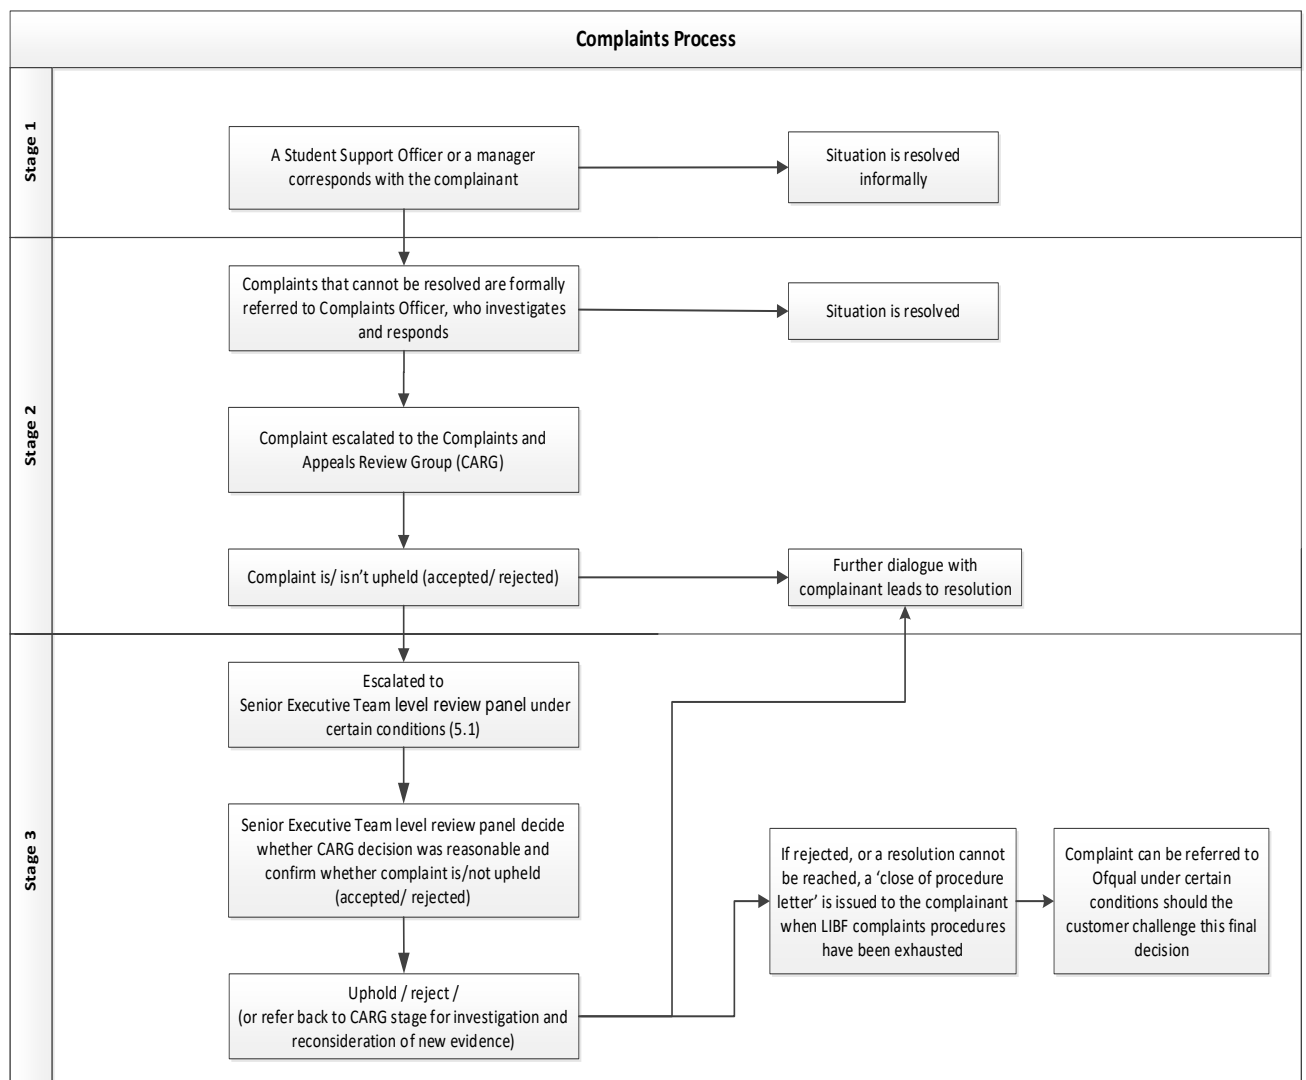 Complaints Process
Stage 1
A Student Support Officer or a manager
corresponds with the complainant
Situation is resolved
informally
Stage 2
Complaints that cannot be resolved are formally
referred to Complaints Officer, who investigates
and responds
Situation is resolved
Complaint escalated to the Complaints and
Appeals Review Group (CARG)
Complaint is/ isn't upheld (accepted/ rejected)
Further dialogue with
complainant leads to resolution
Stage 3
Escalated to
Senior Executive Team level review panel under
certain conditions (5.1)
Senior Executive Team level review panel decide
whether CARG decision was reasonable and
confirm whether complaint is/not upheld
(accepted/ rejected)
If rejected, or a resolution cannot
be reached, a ‘close of procedure
letter’ is issued to the complainant
when LIBF complaints procedures
have been exhausted
Complaint can be referred to
Ofqual under certain
conditions should the
customer challenge this final
decision
Uphold / reject /
(or refer back to CARG stage for investigation and
reconsideration of new evidence)